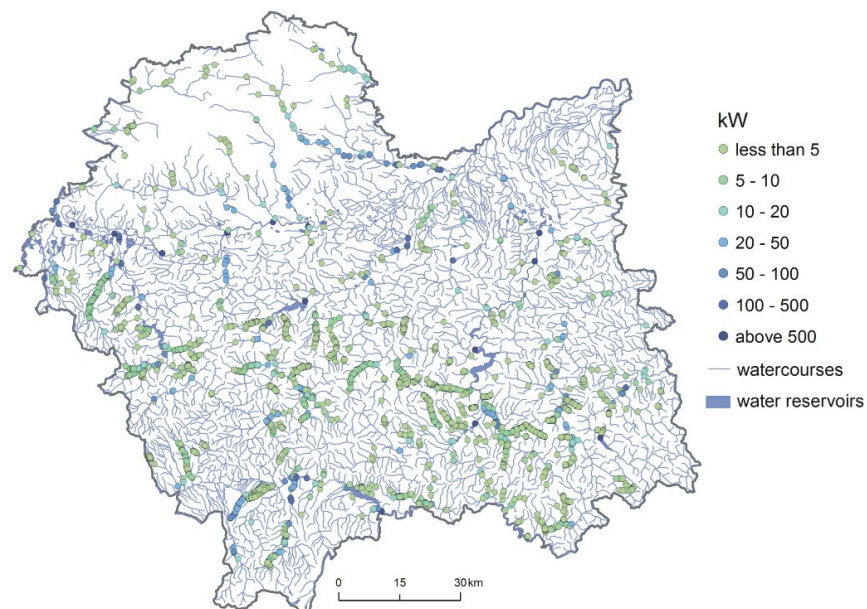 kW
less than 5
5 - 10
10 - 20
20 - 50
50 - 100
100 - 500
above 500
watercourses
water reservoirs
0 15 30 km